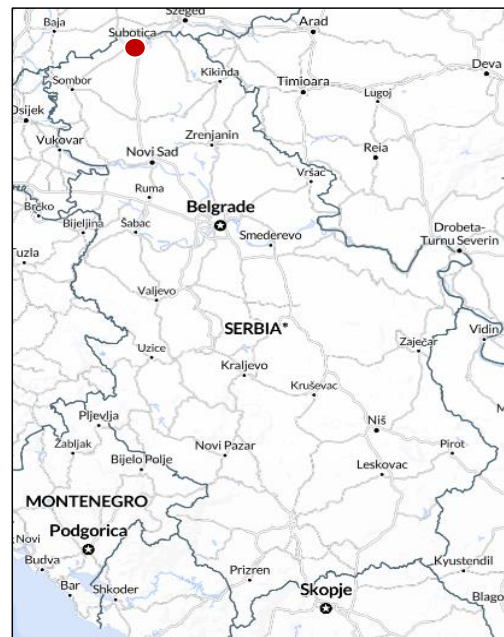 Szeged
Baja
Arad
Subotica
Deva
Kikinda
Sombor
Timioara
Lugoj
Osijek
Zrenjanin
Vukovar
Reia
Novi Sad
Vršac
Ruma
Brčko
Belgrade
Drobeta-
Turnu Severin
Bijeljina
Šabac
Smederevo
Tuzla
Valjevo
SERBIA*
Vidin
Zaječar
Uzice
Kraljevo
Kruševac
Pljevlja
Niš
Žabljak
Novi Pazar
Pirot
Bijelo Polje
Leskovac
MONTENEGRO
Podgorica
Novi
Budva
Kyustendil
Prizren
Bar
Shkoder
Skopje
Blago